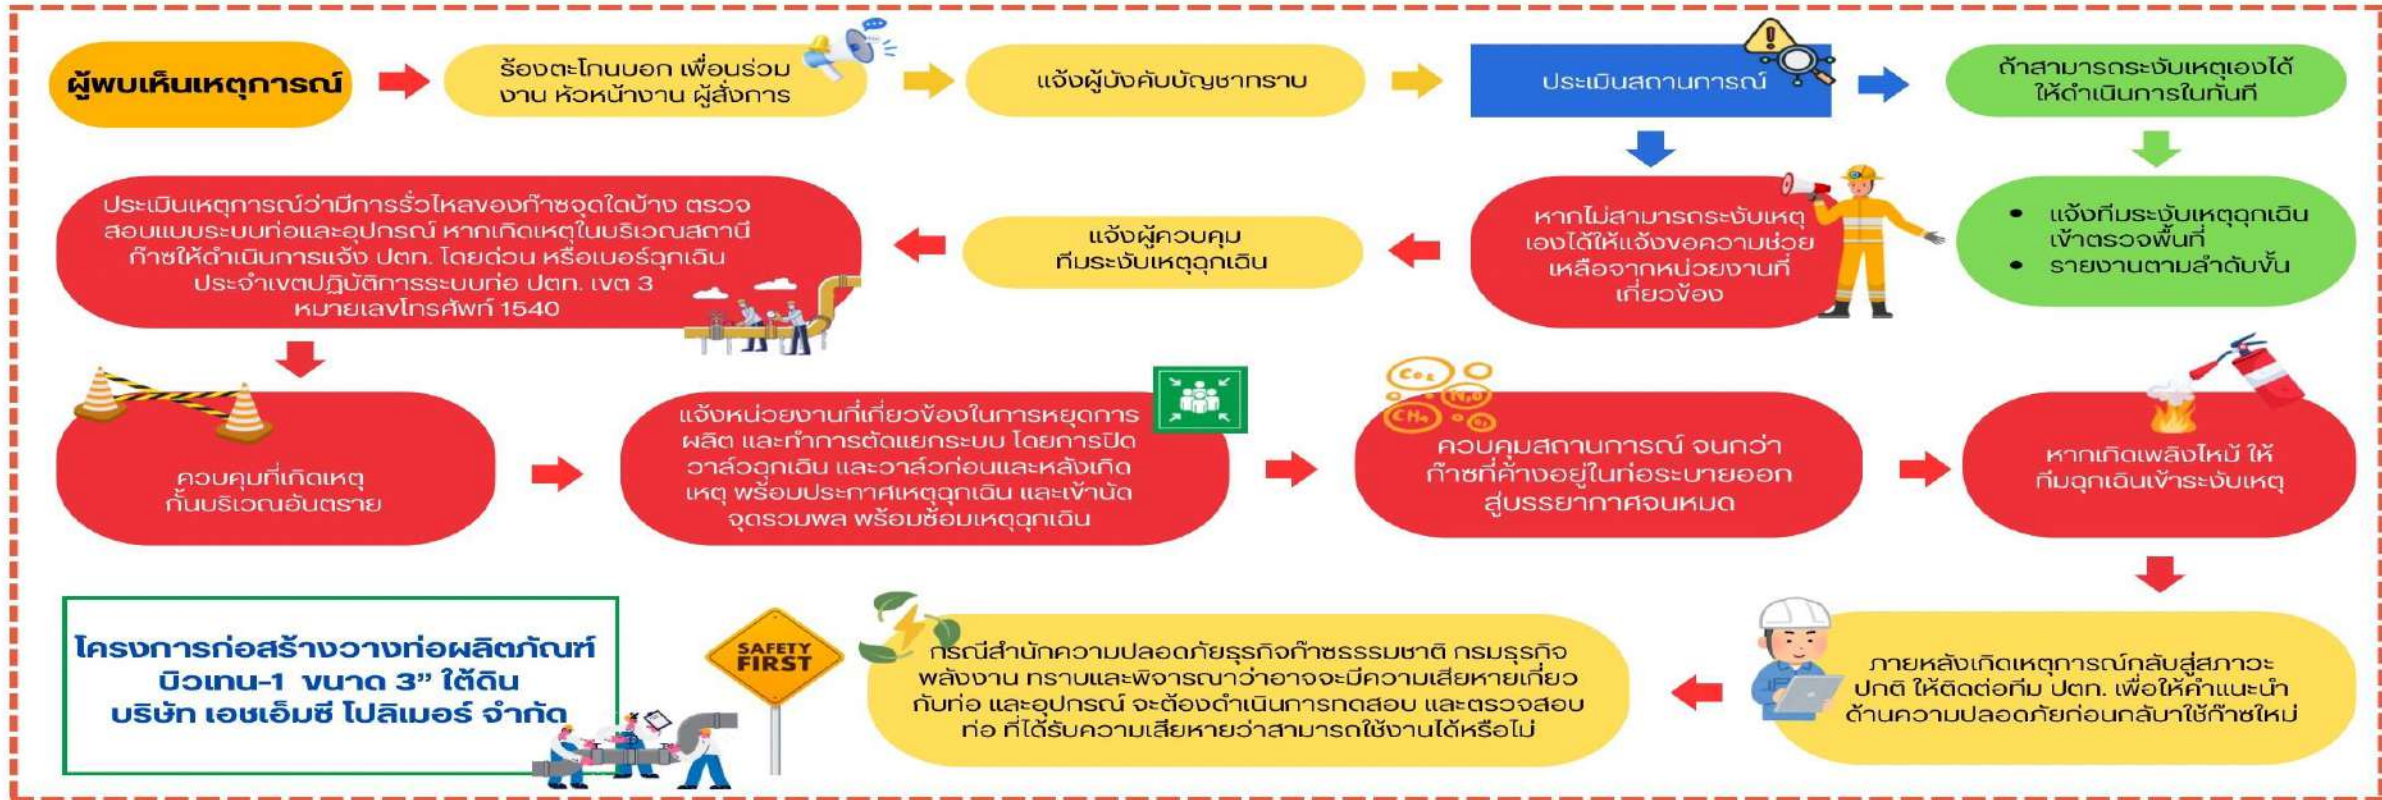 ผู้พบเห็นเหตุการณ์
ร้องตะโกนบอก เพื่อนร่วม
งาน หัวหน้างาน ผู้สั่งการ
แจ้งผู้บังคับบัญชาทราบ
ประเมินสถานการณ์
ถ้าสามารถระงับเหตุเองได้
ให้ดำเนินการในทันที
• แจ้งทีมระงับเหตุฉุกเฉิน
เข้าตรวจพื้นที่
• รายงานตามลำดับขั้น
หากไม่สามารถระงับเหตุ
เองได้ให้แจ้งขอความช่วย
เหลือจากหน่วยงานที่
เกี่ยวข้อง
แจ้งผู้ควบคุม
ทีมระงับเหตุฉุกเฉิน
ประเมินเหตุการณ์ว่ามีการรั่วไหลของก๊าซจุดใดบ้าง ตรวจ
สอบแบบระบบท่อและอุปกรณ์ หากเกิดเหตุในบริเวณสถานี
ก๊าซให้ดำเนินการแจ้ง ปตท. โดยด่วน หรือเบอร์ฉุกเฉิน
ประจำเขตปฏิบัติการระบบท่อ ปตท. เขต 3
หมายเลขโทรศัพท์ 1540
ควบคุมที่เกิดเหตุ
กั้นบริเวณอันตราย
แจ้งหน่วยงานที่เกี่ยวข้องในการหยุดการ
ผลิต และทำการตัดแยกระบบ โดยการปิด
วาล์วฉุกเฉิน และวาล์วก่อนและหลังเกิด
เหตุ พร้อมประกาศเหตุฉุกเฉิน และเข้านัด
จุดรวมพล พร้อมซ้อมเหตุฉุกเฉิน
CO₂
N₂O
CH₄
ควบคุมสถานการณ์ จนกว่า
ก๊าซที่ค้างอยู่ในท่อระบายออก
สู่บรรยากาศจนหมด
หากเกิดเพลิงไหม้ ให้
ทีมฉุกเฉินเข้าระงับเหตุ
ภายหลังเกิดเหตุการณ์กลับสู่สภาวะ
ปกติ ให้ติดต่อทีม ปตท. เพื่อให้คำแนะนำ
ด้านความปลอดภัยก่อนกลับาใช้ก๊าซใหม่
กรณีสำนักความปลอดภัยธุรกิจก๊าซธรรมชาติ กรมธุรกิจ
พลังงาน ทราบและพิจารณาว่าอาจจะมีความเสียหายเกี่ยว
กับท่อ และอุปกรณ์ จะต้องดำเนินการทดสอบ และตรวจสอบ
ท่อ ที่ได้รับความเสียหายว่าสามารถใช้งานได้หรือไม่
SAFETY
FIRST
โครงการก่อสร้างวางท่อผลิตภัณฑ์
บิวเทน-1 ขนาด 3” ใต้ดิน
บริษัท เอชเอ็มซี โปลิเมอร์ จำกัด